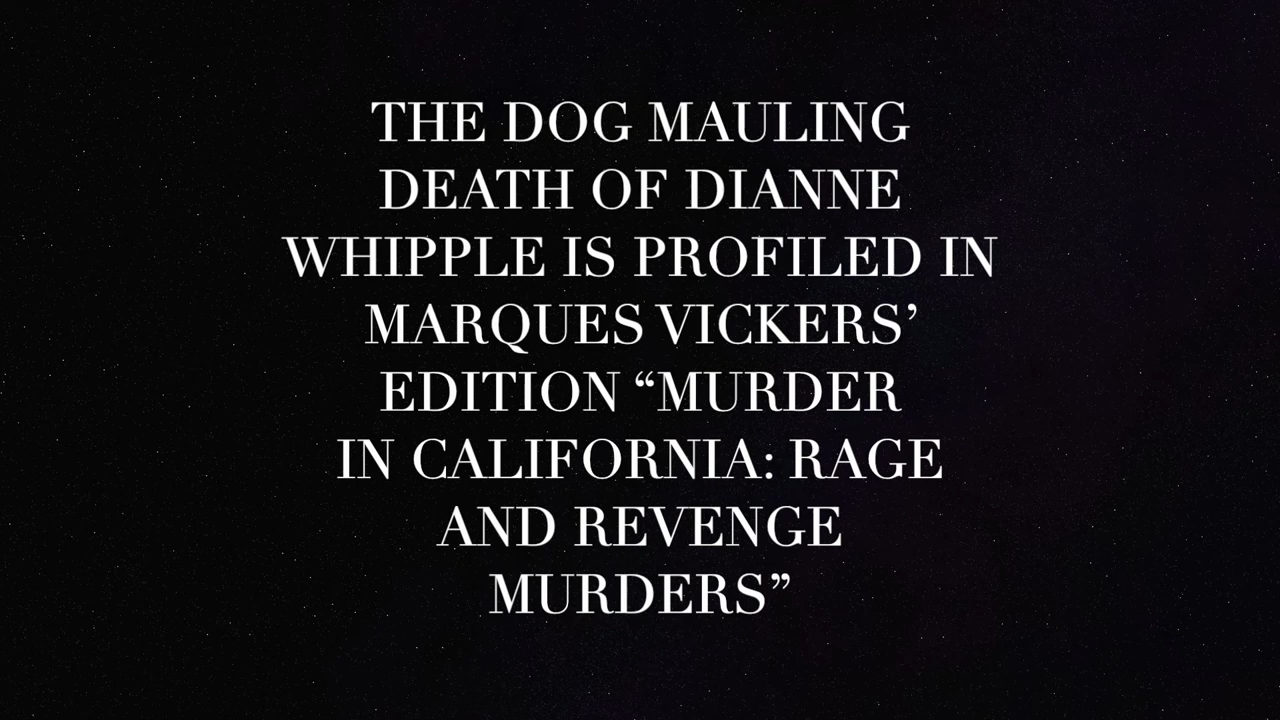 THE DOG MAULING
DEATH OF DIANNE
WHIPPLE IS PROFILED IN
MARQUES VICKERS’
EDITION “MURDER
IN CALIFORNIA: RAGE
AND REVENGE
MURDERS”